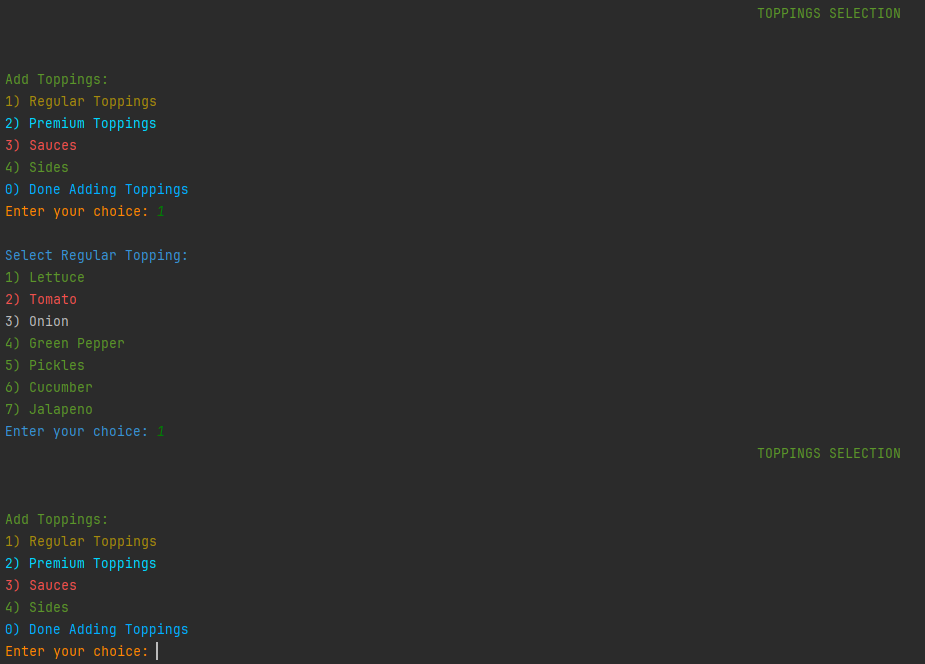 TOPPINGS SELECTION
Add Toppings:
1) Regular Toppings
2) Premium Toppings
3) Sauces
4) Sides
0) Done Adding Toppings
Enter your choice: 1
Select Regular Topping:
1) Lettuce
2) Tomato
3) Onion
4) Green Pepper
5) Pickles
6) Cucumber
7) Jalapeno
Enter your choice: 1
TOPPINGS SELECTION
Add Toppings:
1) Regular Toppings
2) Premium Toppings
3) Sauces
4) Sides
0) Done Adding Toppings
Enter your choice: